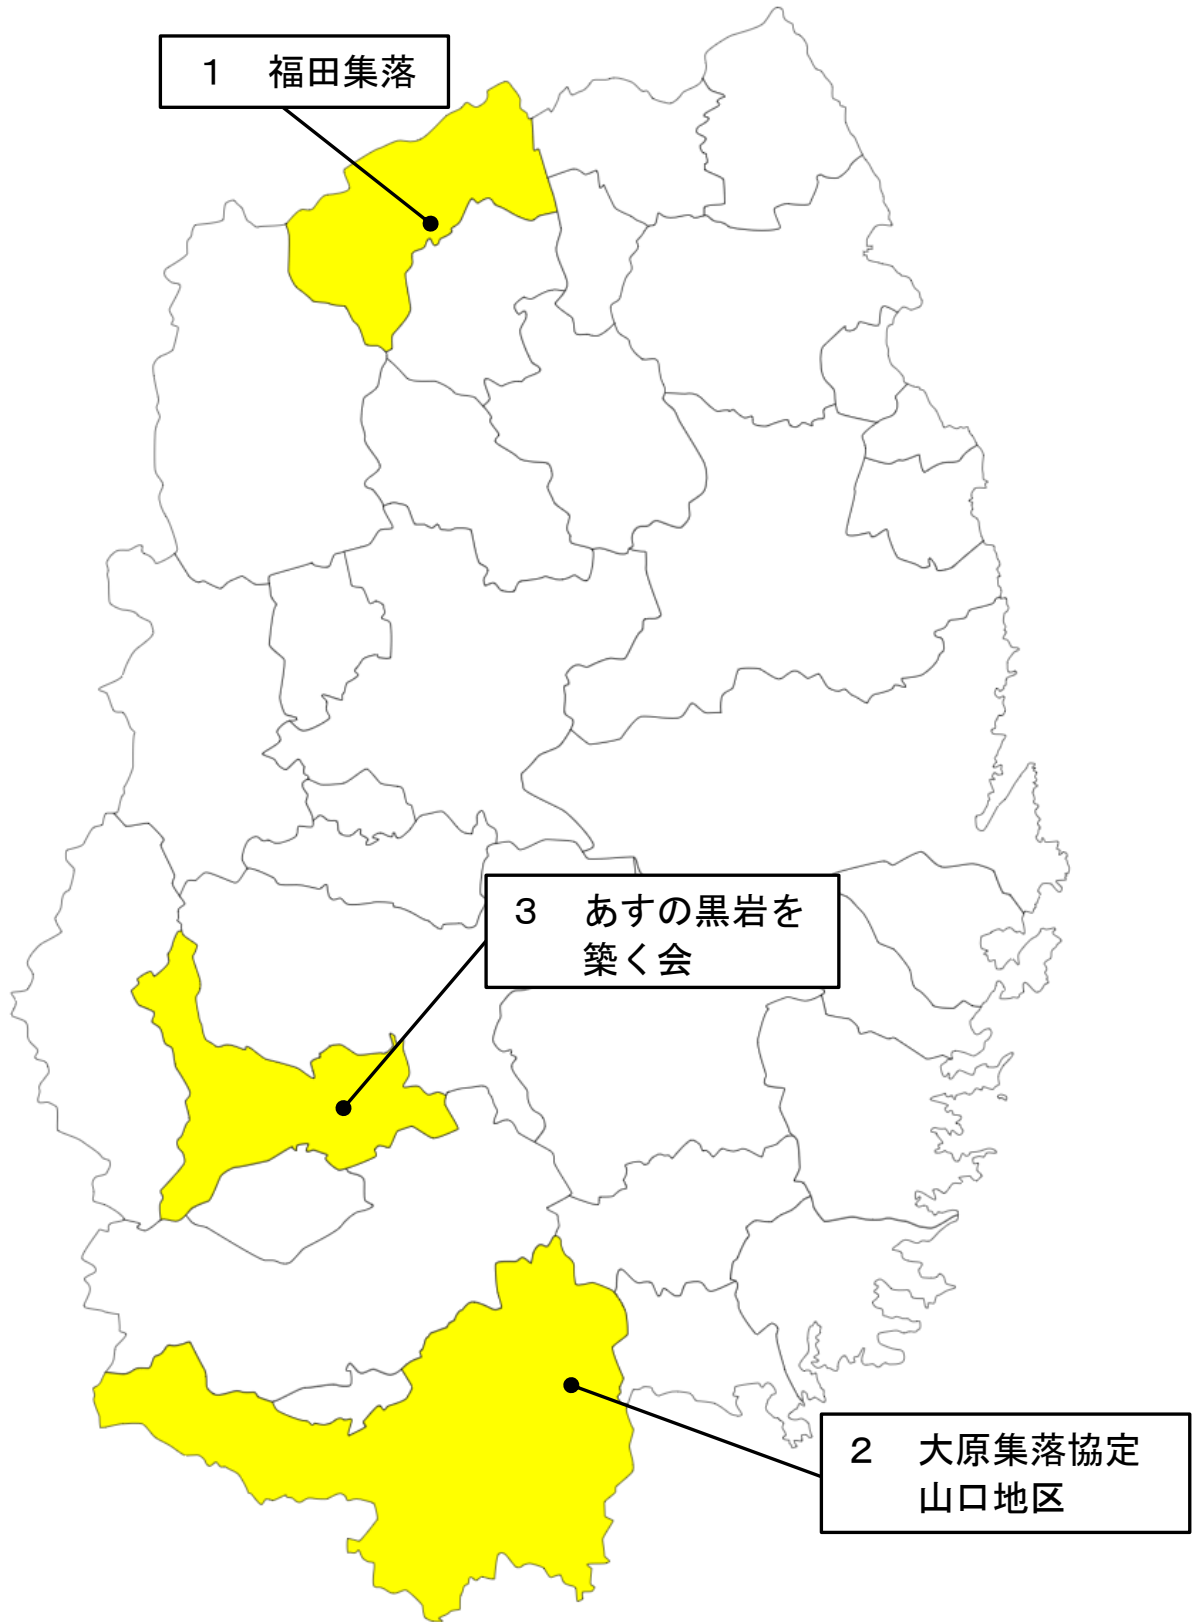 １　福田集落
３　あすの黒岩を
築く会
２　大原集落協定
山口地区